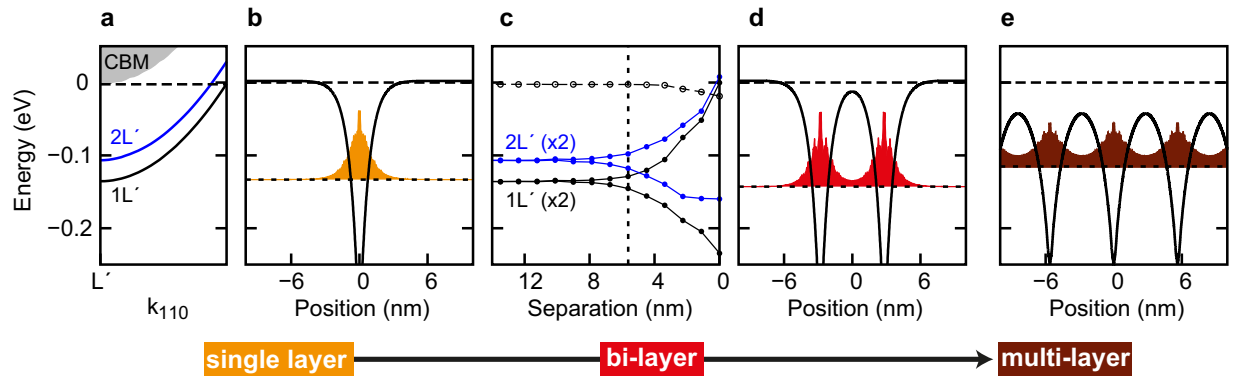 a
b
c
d
e
Energy (eV)
0
−0.1
−0.2
CBM
2L´
1L´
L´
k110
−6 0 6
Position (nm)
2L´ (x2)
1L´ (x2)
12 8 4 0
Separation (nm)
−6 0 6
Position (nm)
-6 0 6
Position (nm)
single layer
bi-layer
multi-layer